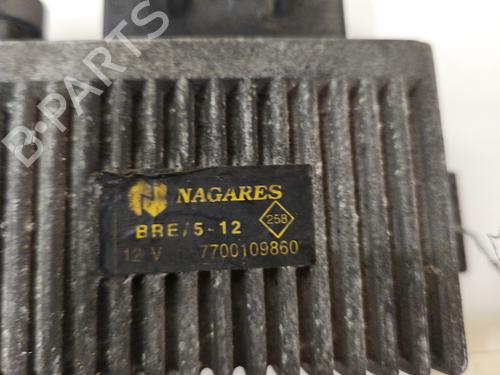 NAGARES
BRE/5-12
258
12 V 7700109860
B-PARTS